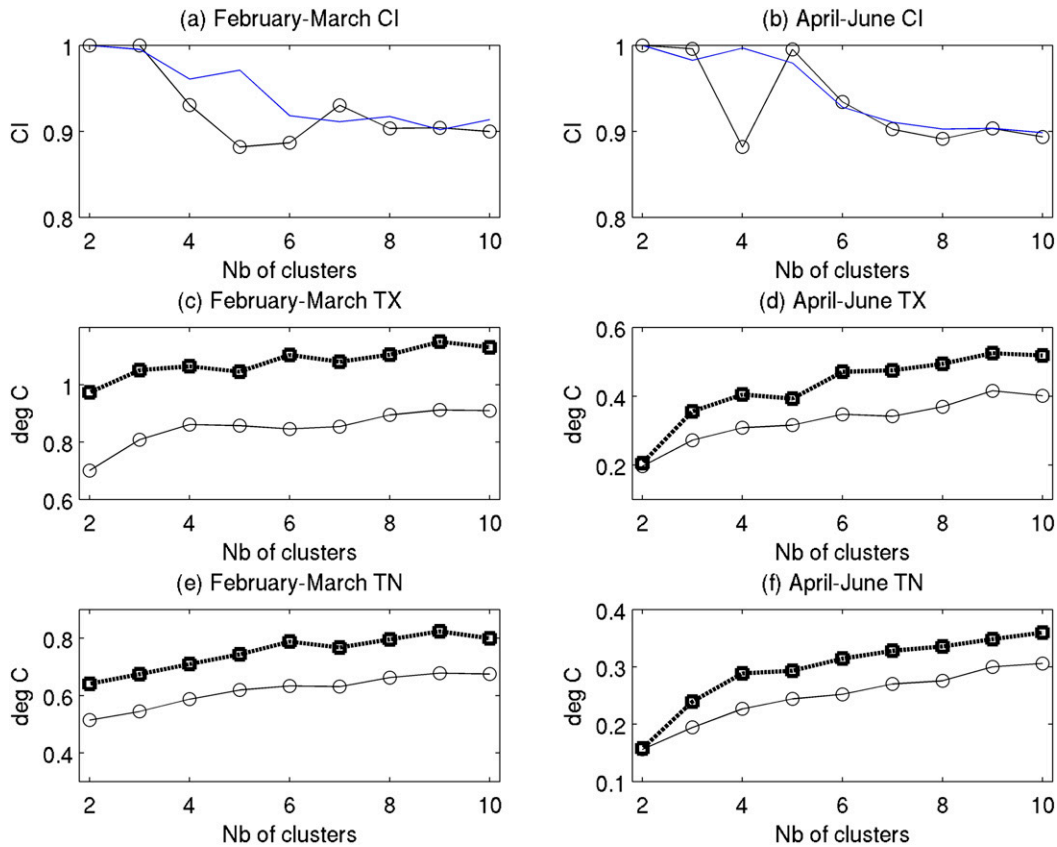 (a) February-March CI
1
0.9
0.8
CI
2 4 6 8 10
Nb of clusters
(b) April-June CI
1
0.9
0.8
CI
2 4 6 8 10
Nb of clusters
(c) February-March TX
1
0.8
0.6
deg C
2 4 6 8 10
Nb of clusters
(d) April-June TX
0.6
0.4
0.2
deg C
2 4 6 8 10
Nb of clusters
(e) February-March TN
0.8
0.6
0.4
deg C
2 4 6 8 10
Nb of clusters
(f) April-June TN
0.4
0.3
0.2
0.1
deg C
2 4 6 8 10
Nb of clusters